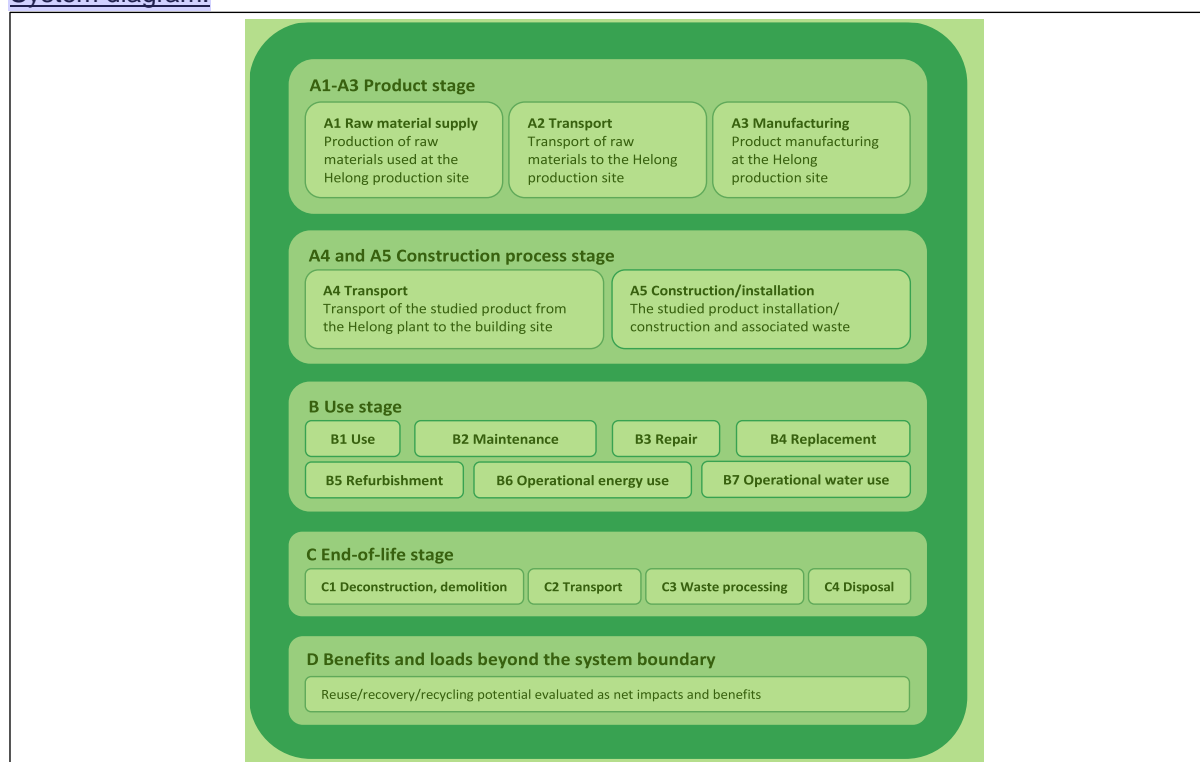 System diagram:
A1-A3 Product stage
A1 Raw material supply
Production of raw
materials used at the
Helong production site
A2 Transport
Transport of raw
materials to the Helong
production site
A3 Manufacturing
Product manufacturing
at the Helong
production site
A4 and A5 Construction process stage
A4 Transport
Transport of the studied product from
the Helong plant to the building site
A5 Construction/installation
The studied product installation/
construction and associated waste
B Use stage
B1 Use
B2 Maintenance
B3 Repair
B4 Replacement
B5 Refurbishment
B6 Operational energy use
B7 Operational water use
C End-of-life stage
C1 Deconstruction, demolition
C2 Transport
C3 Waste processing
C4 Disposal
D Benefits and loads beyond the system boundary
Reuse/recovery/recycling potential evaluated as net impacts and benefits